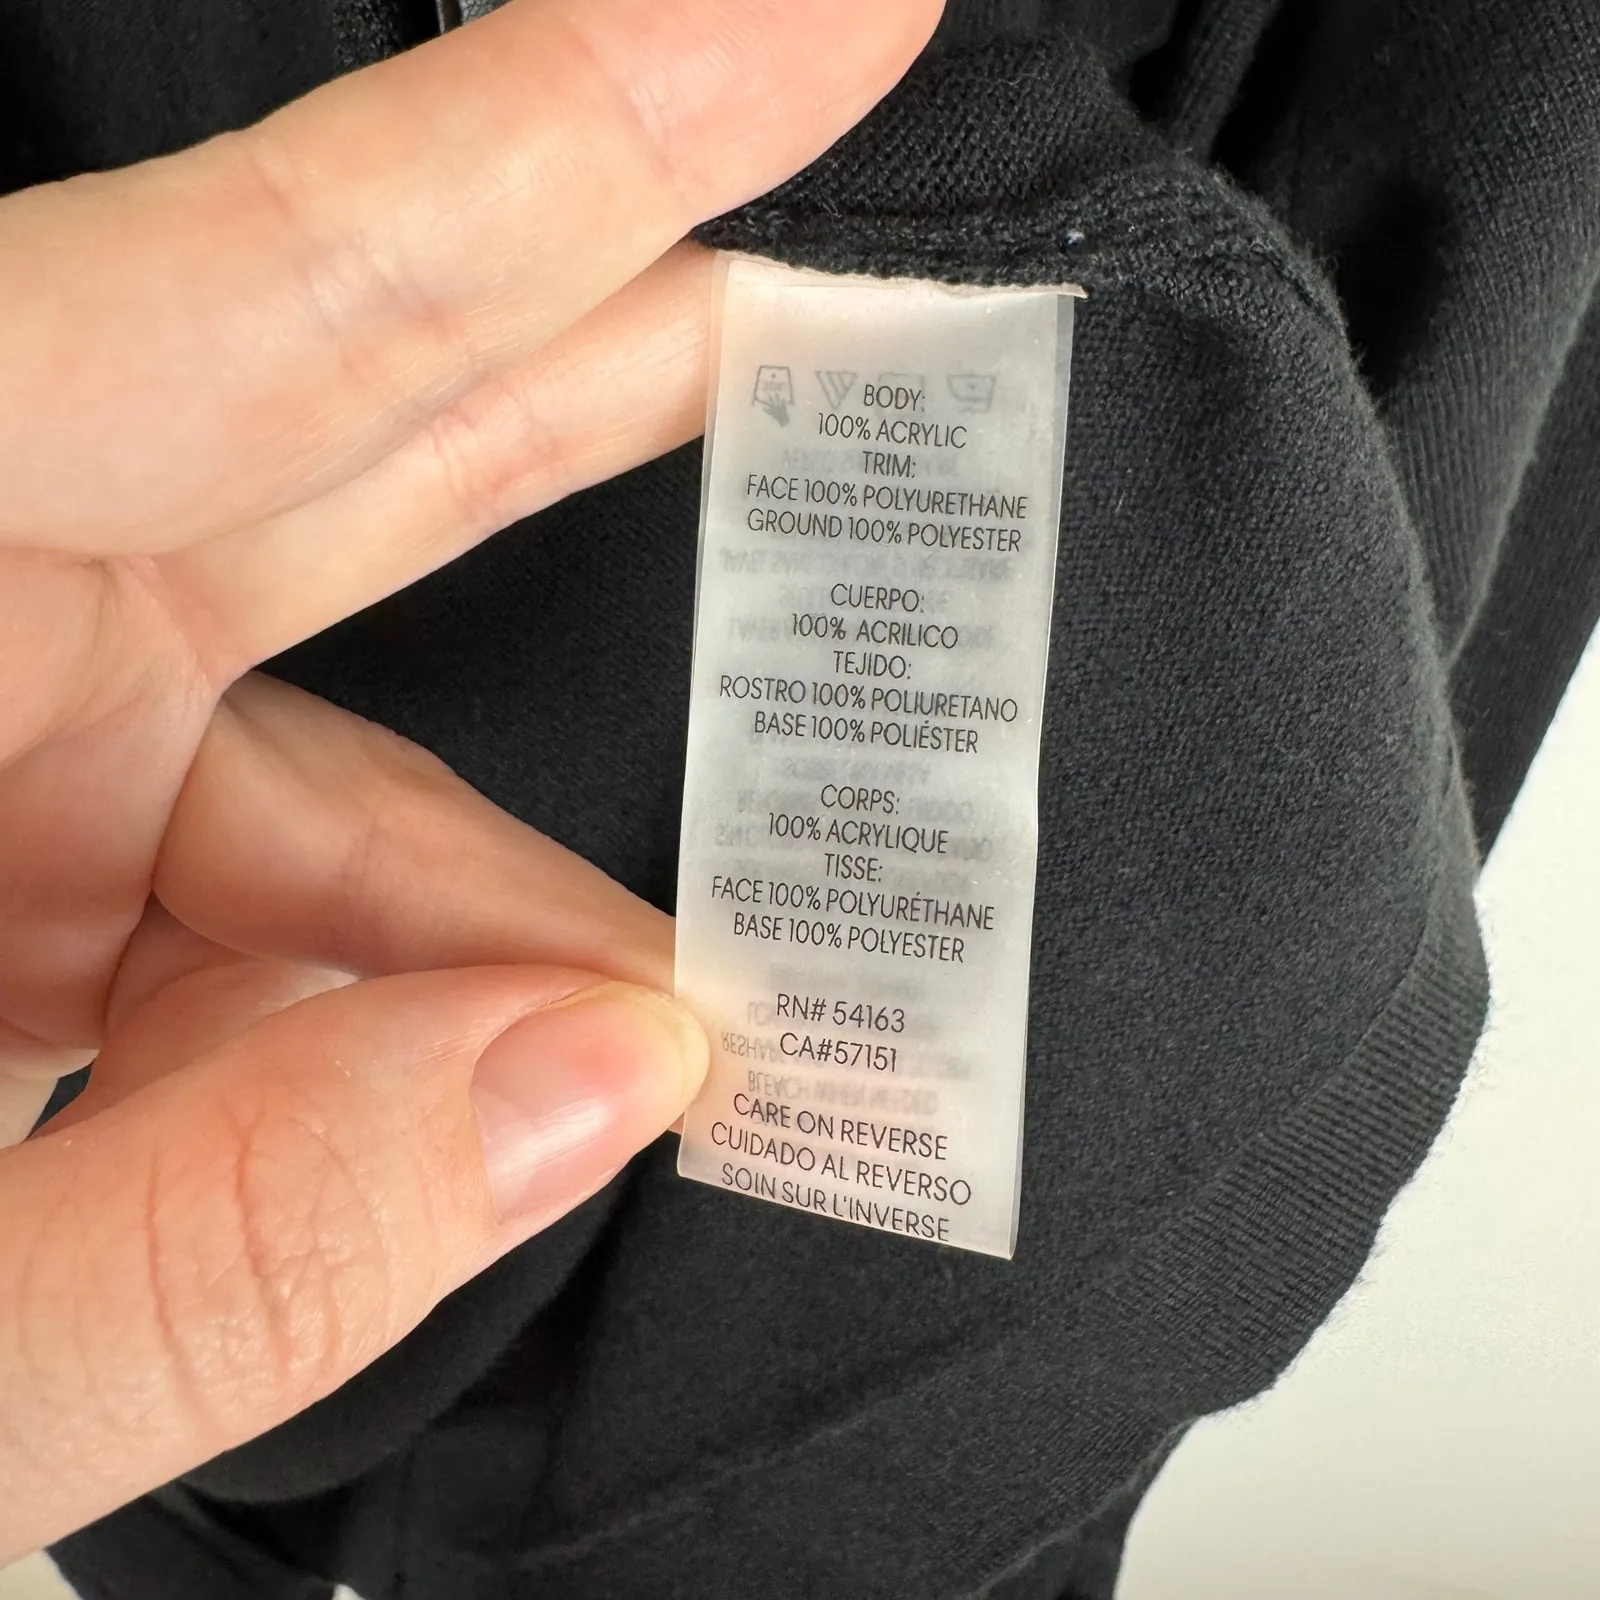 BODY:
100% ACRYLIC
TRIM:
FACE 100% POLYURETHANE
GROUND 100% POLYESTER
CUERPO:
100% ACRILICO
TEJIDO:
ROSTRO 100% POLIURETANO
BASE 100% POLIÉSTER
CORPS:
100% ACRYLIQUE
TISSE:
FACE 100% POLYURÉTHANE
BASE 100% POLYESTER
RN# 54163
CA#57151
CARE ON REVERSE
CUIDADO AL REVERSO
SOIN SUR L'INVERSE